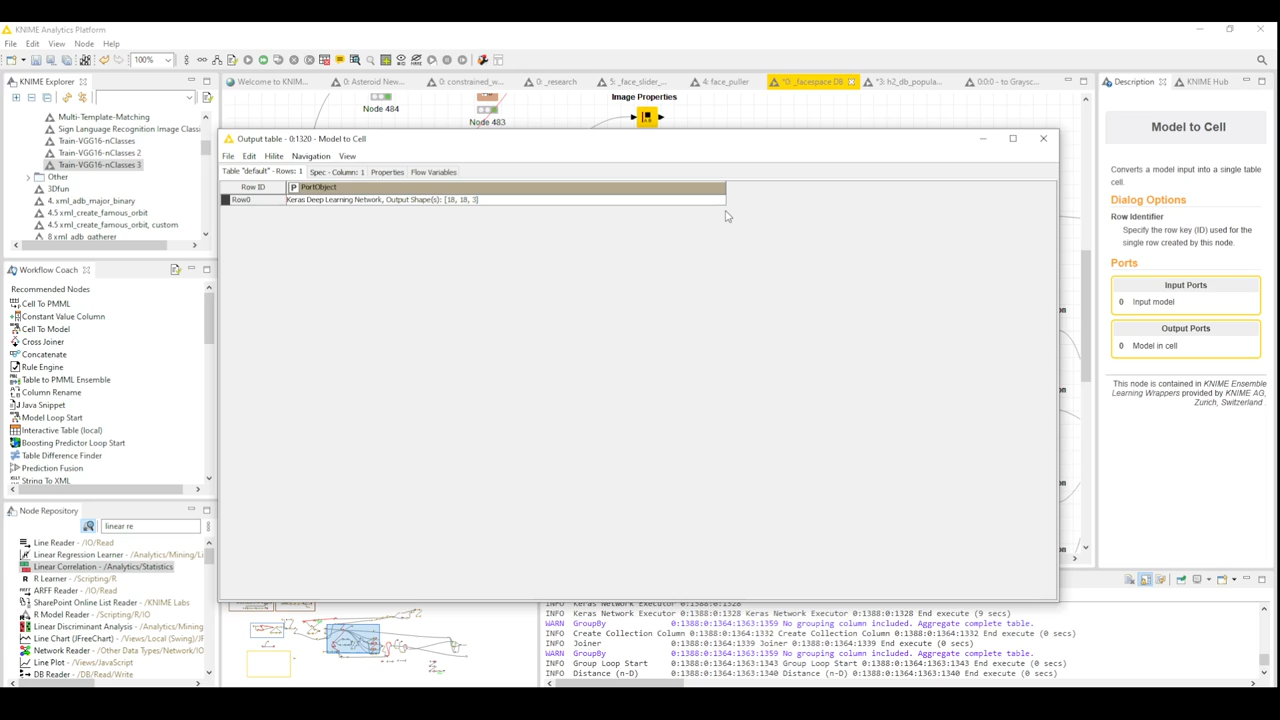 KNIME Analytics Platform
File Edit View Node Help
100%
KNIME Explorer
Multi-Template-Matching
Sign Language Recognition Image Classi
Train-VGG16-nClasses
Train-VGG16-nClasses 2
Train-VGG16-nClasses 3
Other
3Dfun
4. xml_adb_major_binary
4.5 xml_create_famous_orbit
4.5 xml_create_famous_orbit, custom
8 xml_adb_gatherer
Workflow Coach
Recommended Nodes
Cell To PMML
Constant Value Column
Cell To Model
Cross Joiner
Concatenate
Rule Engine
Table to PMML Ensemble
Column Rename
Java Snippet
Model Loop Start
Interactive Table (local)
Boosting Predictor Loop Start
Table Difference Finder
Prediction Fusion
String To XML
Node Repository
linear re
Line Reader - /IO/Read
Linear Regression Learner - /Analytics/Mining/Li
Linear Correlation - /Analytics/Statistics
R Learner - /Scripting/R
ARFF Reader - /IO/Read
SharePoint Online List Reader - /KNIME Labs
R Model Reader - /Scripting/R/IO
Linear Discriminant Analysis - /Analytics/Mining
Line Chart (JFreeChart) - /Views/Local (Swing)/JF
Network Reader - /Other Data Types/Network/IO
Line Plot - /Views/JavaScript
DB Reader - /DB/Read/Write
Welcome to KNIM...
0: Asteroid New...
0: constrained_w...
0: _research
5: _face_slider_...
4: face_puller
*0: _facespace DB
*3: h2_db_popula...
0:0:0 - to Graysc...
Node 484
Node 483
Image Properties
Output table - 0:1320 - Model to Cell
File Edit Hilite Navigation View
Table "default" - Rows: 1 Spec - Column: 1 Properties Flow Variables
Row ID P PortObject
Row0 Keras Deep Learning Network, Output Shape(s): [18, 18, 3]
INFO Keras Network Executor 0:1388:0:1328
INFO Keras Network Executor 0:1388:0:1328 Keras Network Executor 0:1388:0:1328 End execute (9 secs)
WARN GroupBy 0:1388:0:1364:1363:1359 No grouping column included. Aggregate complete table.
INFO Create Collection Column 0:1388:0:1364:1332 Create Collection Column 0:1388:0:1364:1332 End execute (0 secs)
INFO Joiner 0:1388:0:1364:1339 Joiner 0:1388:0:1364:1339 End execute (0 secs)
WARN GroupBy 0:1388:0:1364:1363:1359 No grouping column included. Aggregate complete table.
INFO Group Loop Start 0:1388:0:1364:1363:1343 Group Loop Start 0:1388:0:1364:1363:1343 End execute (0 secs)
INFO Distance (n-D) 0:1388:0:1364:1363:1340 Distance (n-D) 0:1388:0:1364:1363:1340 End execute (0 secs)
Description
KNIME Hub
Model to Cell
Converts a model input into a single table
cell.
Dialog Options
Row Identifier
Specify the row key (ID) used for the
single row created by this node.
Ports
Input Ports
0 Input model
Output Ports
0 Model in cell
This node is contained in KNIME Ensemble
Learning Wrappers provided by KNIME AG,
Zurich, Switzerland.